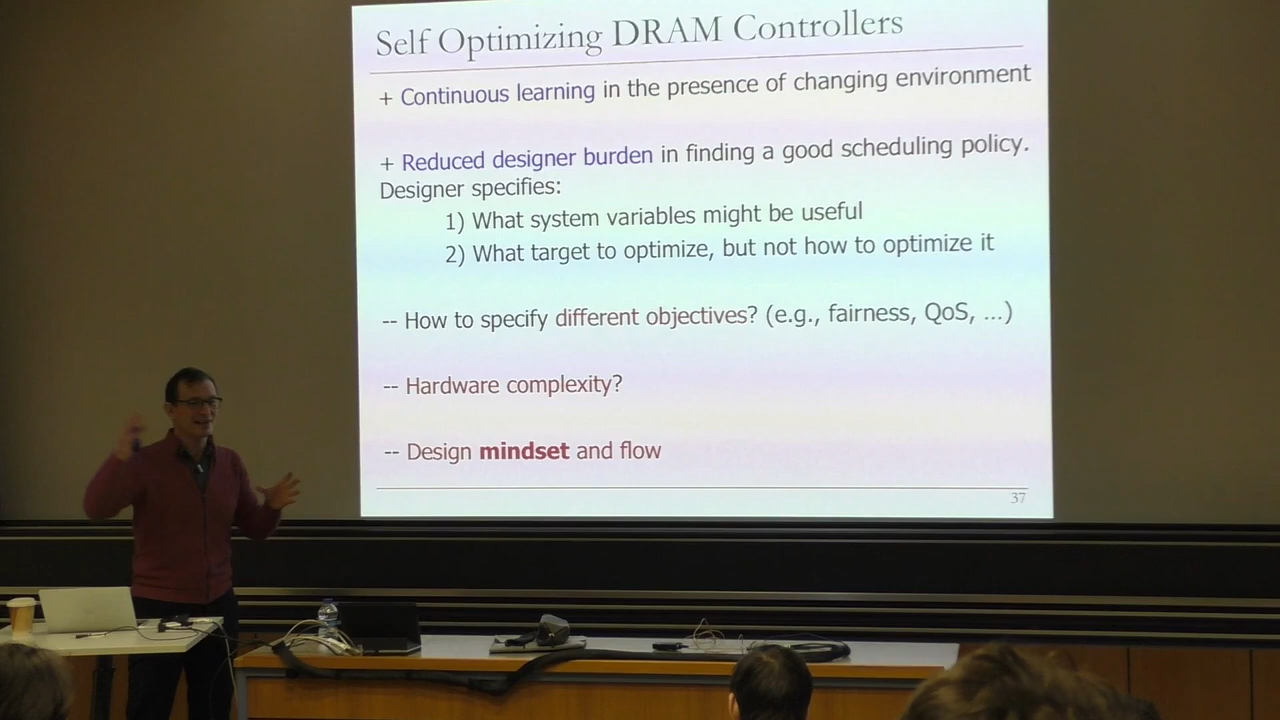 Self Optimizing DRAM Controllers
+ Continuous learning in the presence of changing environment
+ Reduced designer burden in finding a good scheduling policy.
Designer specifies:
1) What system variables might be useful
2) What target to optimize, but not how to optimize it
-- How to specify different objectives? (e.g., fairness, QoS, ...)
-- Hardware complexity?
-- Design mindset and flow
37